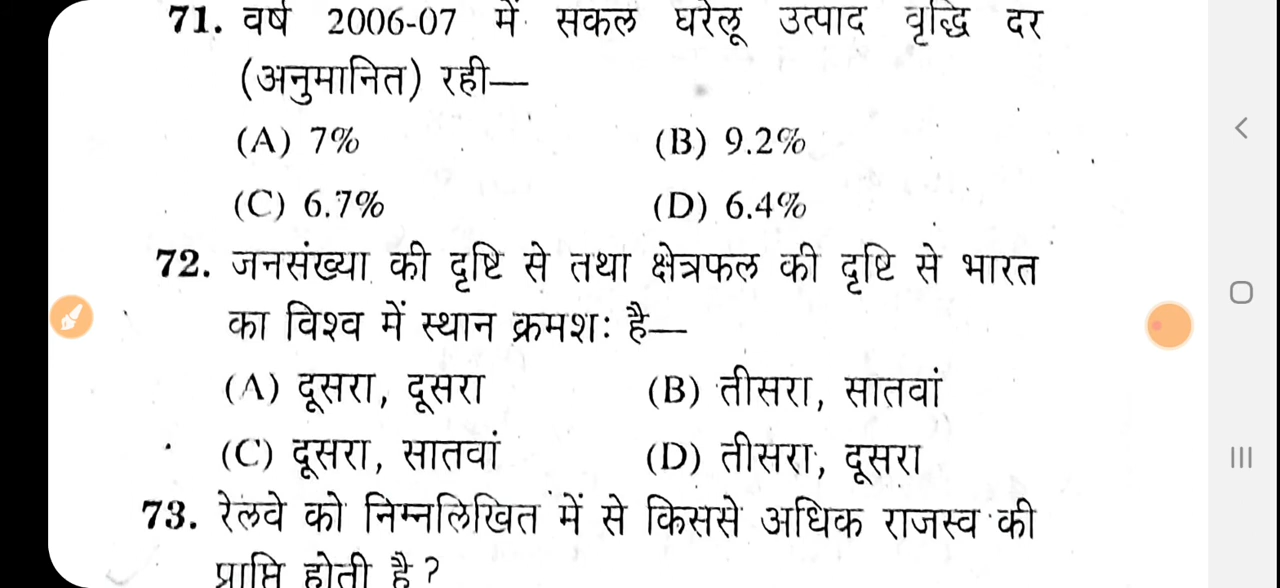 71. वर्ष 2006-07 में सकल घरेलू उत्पाद वृद्धि दर
(अनुमानित) रही—
(A) 7% (B) 9.2%
(C) 6.7% (D) 6.4%
72. जनसंख्या की दृष्टि से तथा क्षेत्रफल की दृष्टि से भारत
का विश्व में स्थान क्रमशः है—
(A) दूसरा, दूसरा (B) तीसरा, सातवां
(C) दूसरा, सातवां (D) तीसरा, दूसरा
73. रेलवे को निम्नलिखित में से किससे अधिक राजस्व की
प्राप्ति होती है ?